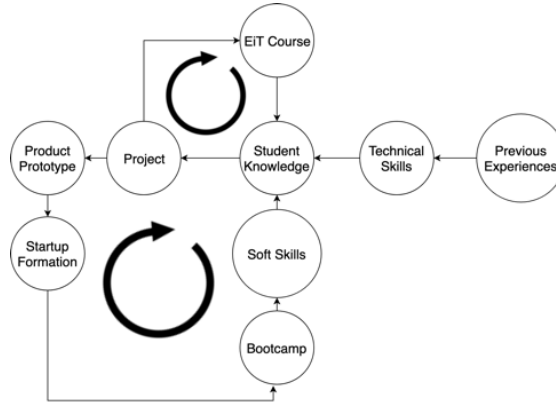 EiT Course
Product
Prototype
Project
Student
Knowledge
Technical
Skills
Previous
Experiences
Startup
Formation
Soft Skills
Bootcamp